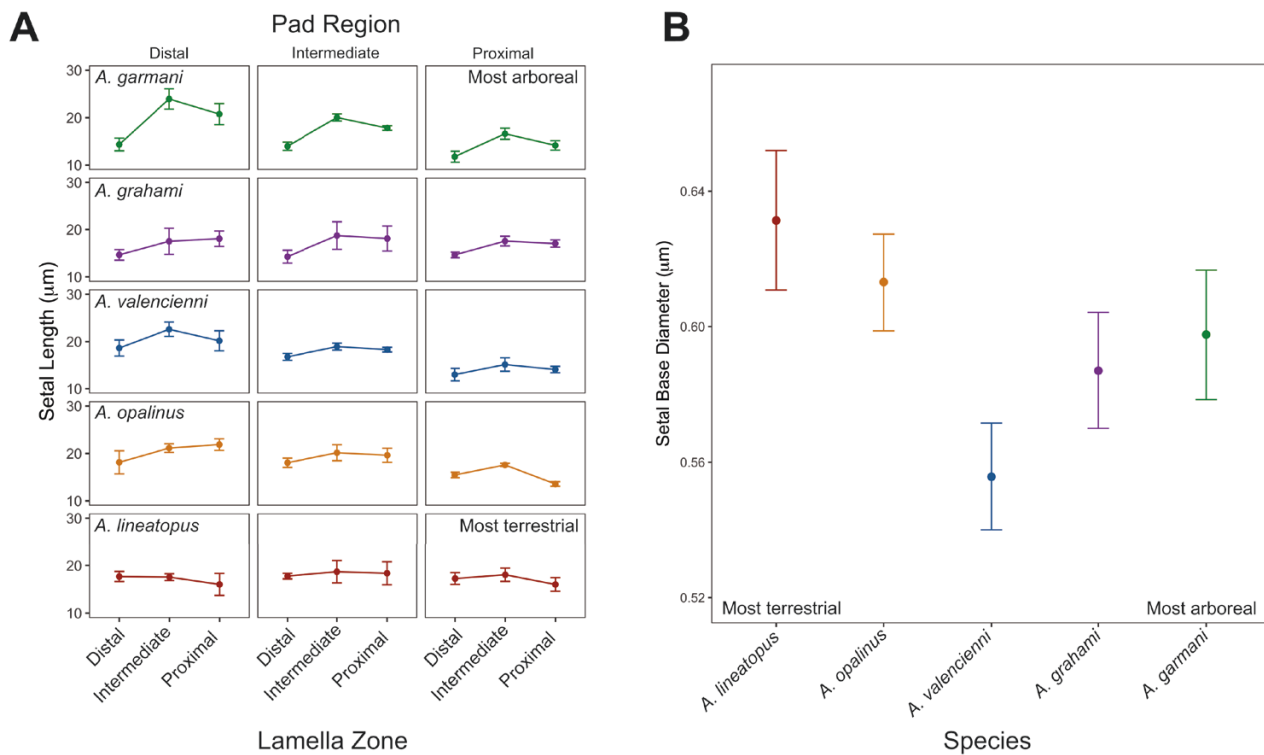 A
Pad Region
Distal
Intermediate
Proximal
Setal Length (μm)
30
20
10
A. garmani
Most arboreal
30
20
10
A. grahami
30
20
10
A. valencienni
30
20
10
A. opalinus
30
20
10
A. lineatopus
Most terrestrial
Distal
Intermediate
Proximal
Distal
Intermediate
Proximal
Distal
Intermediate
Proximal
Lamella Zone
B
Setal Base Diameter (μm)
0.64
0.60
0.56
0.52
Most terrestrial
Most arboreal
A. lineatopus
A. opalinus
A. valencienni
A. grahami
A. garmani
Species